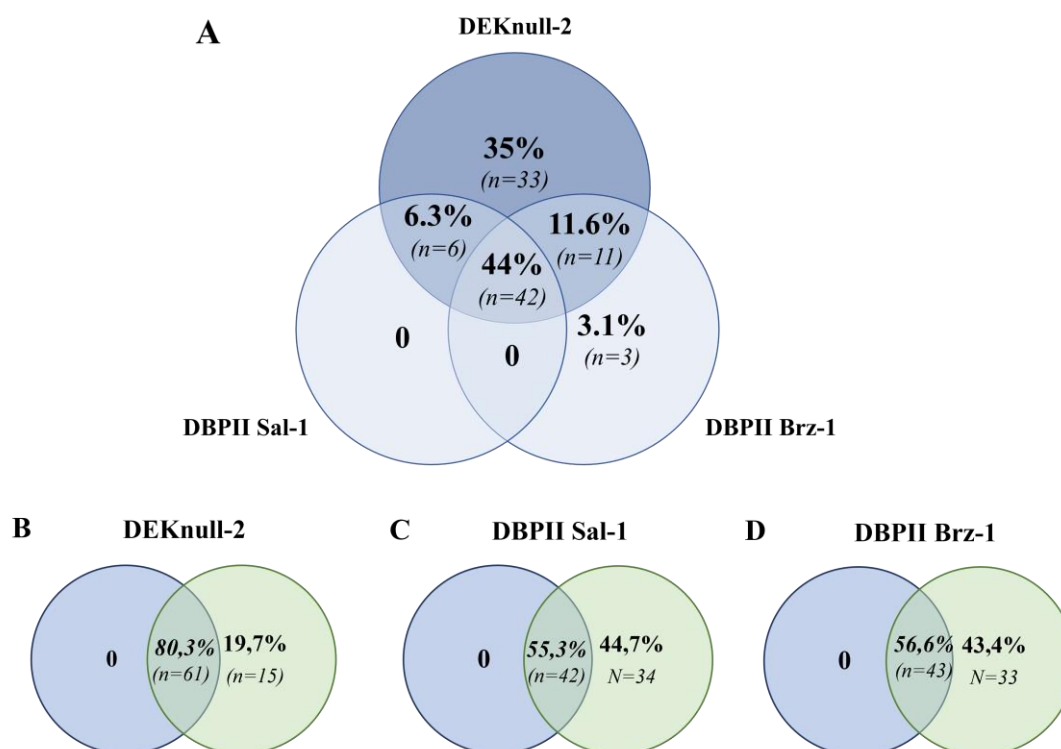 A
DEKnull-2
35%
(n=33)
6.3%
(n=6)
11.6%
(n=11)
44%
(n=42)
3.1%
(n=3)
0
0
DBPII Sal-1
DBPII Brz-1
B
DEKnull-2
0
80,3%
(n=61)
19,7%
(n=15)
C
DBPII Sal-1
0
55,3%
(n=42)
44,7%
N=34
D
DBPII Brz-1
0
56,6%
(n=43)
43,4%
N=33